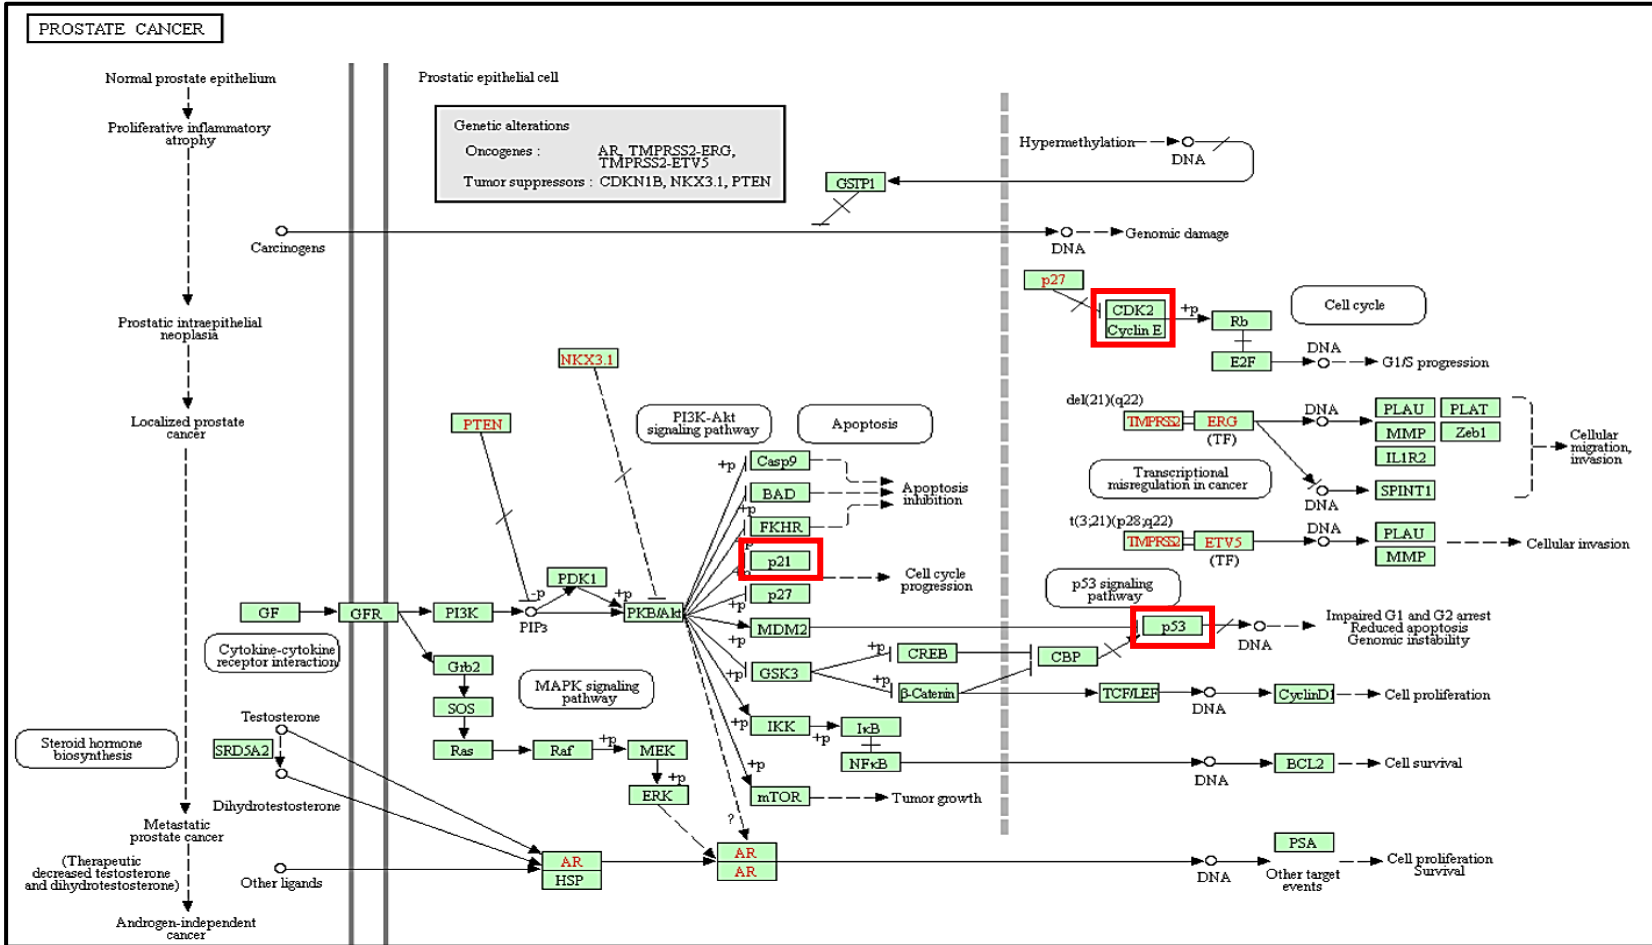 PROSTATE CANCER
Normal prostate epithelium
Proliferative inflammatory
atrophy
Prostatic intraepithelial
neoplasia
Localized prostate
cancer
Steroid hormone
biosynthesis
Metastatic
prostate cancer
(Therapeutic
decreased testosterone
and dihydrotestosterone)
Androgen-independent
cancer
Prostatic epithelial cell
Genetic alterations
Oncogenes : AR, TMPRSS2-ERG,
TMPRSS2-ETV5
Tumor suppressors : CDKN1B, NKX3.1, PTEN
Hypermethylation
DNA
GSTP1
Carcinogens
DNA
Genomic damage
p27
CDK2
Cyclin E
+p
Rb
E2F
Cell cycle
DNA
G1/S progression
NKX3.1
PTEN
PI3K-Akt
signaling pathway
Apoptosis
del(21)(q22)
TMPRSS2
ERG
(TF)
DNA
PLAU
PLAT
MMP
Zeb1
IL1R2
SPINT1
DNA
Cellular
migration,
invasion
Transcriptional
misregulation in cancer
t(3;21)(p28;q22)
TMPRSS2
ETV5
(TF)
DNA
PLAU
MMP
Cellular invasion
+p
Casp9
BAD
+p
FKHR
Apoptosis
inhibition
+p
p21
+p
p27
+p
Cell cycle
progression
MDM2
+p
GSK3
p53 signaling
pathway
p53
DNA
Impaired G1 and G2 arrest
Reduced apoptosis
Genomic instability
GF
GFR
PI3K
PIP3
-p
PDK1
+p
PKB/Akt
Cytokine-cytokine
receptor interaction
Grb2
SOS
Ras
Raf
+p
MEK
+p
ERK
MAPK signaling
pathway
+p
CREB
CBP
+p
β-Catenin
TCF/LEF
DNA
CyclinD1
Cell proliferation
+p
IKK
+p
IκB
NFκB
DNA
BCL2
Cell survival
+p
mTOR
Tumor growth
?
Testosterone
SRD5A2
Dihydrotestosterone
Other ligands
AR
HSP
AR
AR
DNA
PSA
Other target
events
Cell proliferation
Survival